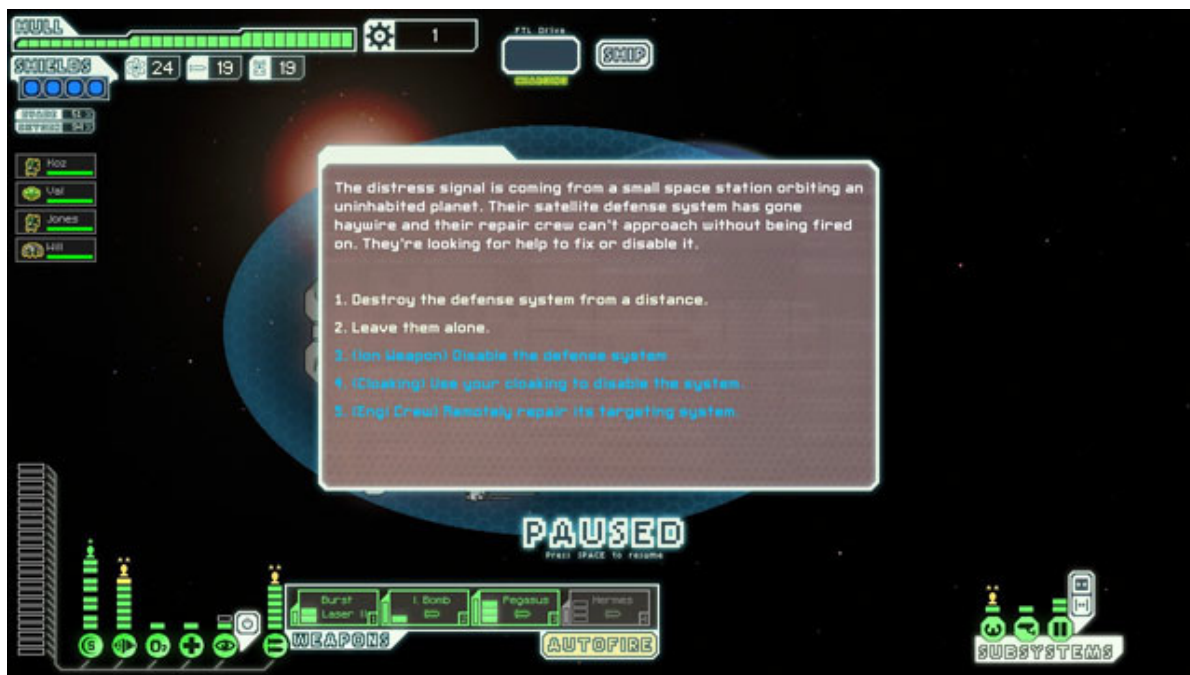 HULL
1
FTL Drive
SHIP
SHIELDS
24
19
19
Koz
Val
Jones
Will
The distress signal is coming from a small space station orbiting an
uninhabited planet. Their satellite defense system has gone
haywire and their repair crew can't approach without being fired
on. They're looking for help to fix or disable it.
1. Destroy the defense system from a distance.
2. Leave them alone.
3. (Ion Weapon) Disable the defense system
4. (Cloaking) Use your cloaking to disable the system.
5. (Engi Crew) Remotely repair its targeting system.
PAUSED
Press SPACE to resume
Burst
Laser II
I. Bomb
Pegasus
Hermes
WEAPONS
AUTOFIRE
SUBSYSTEMS